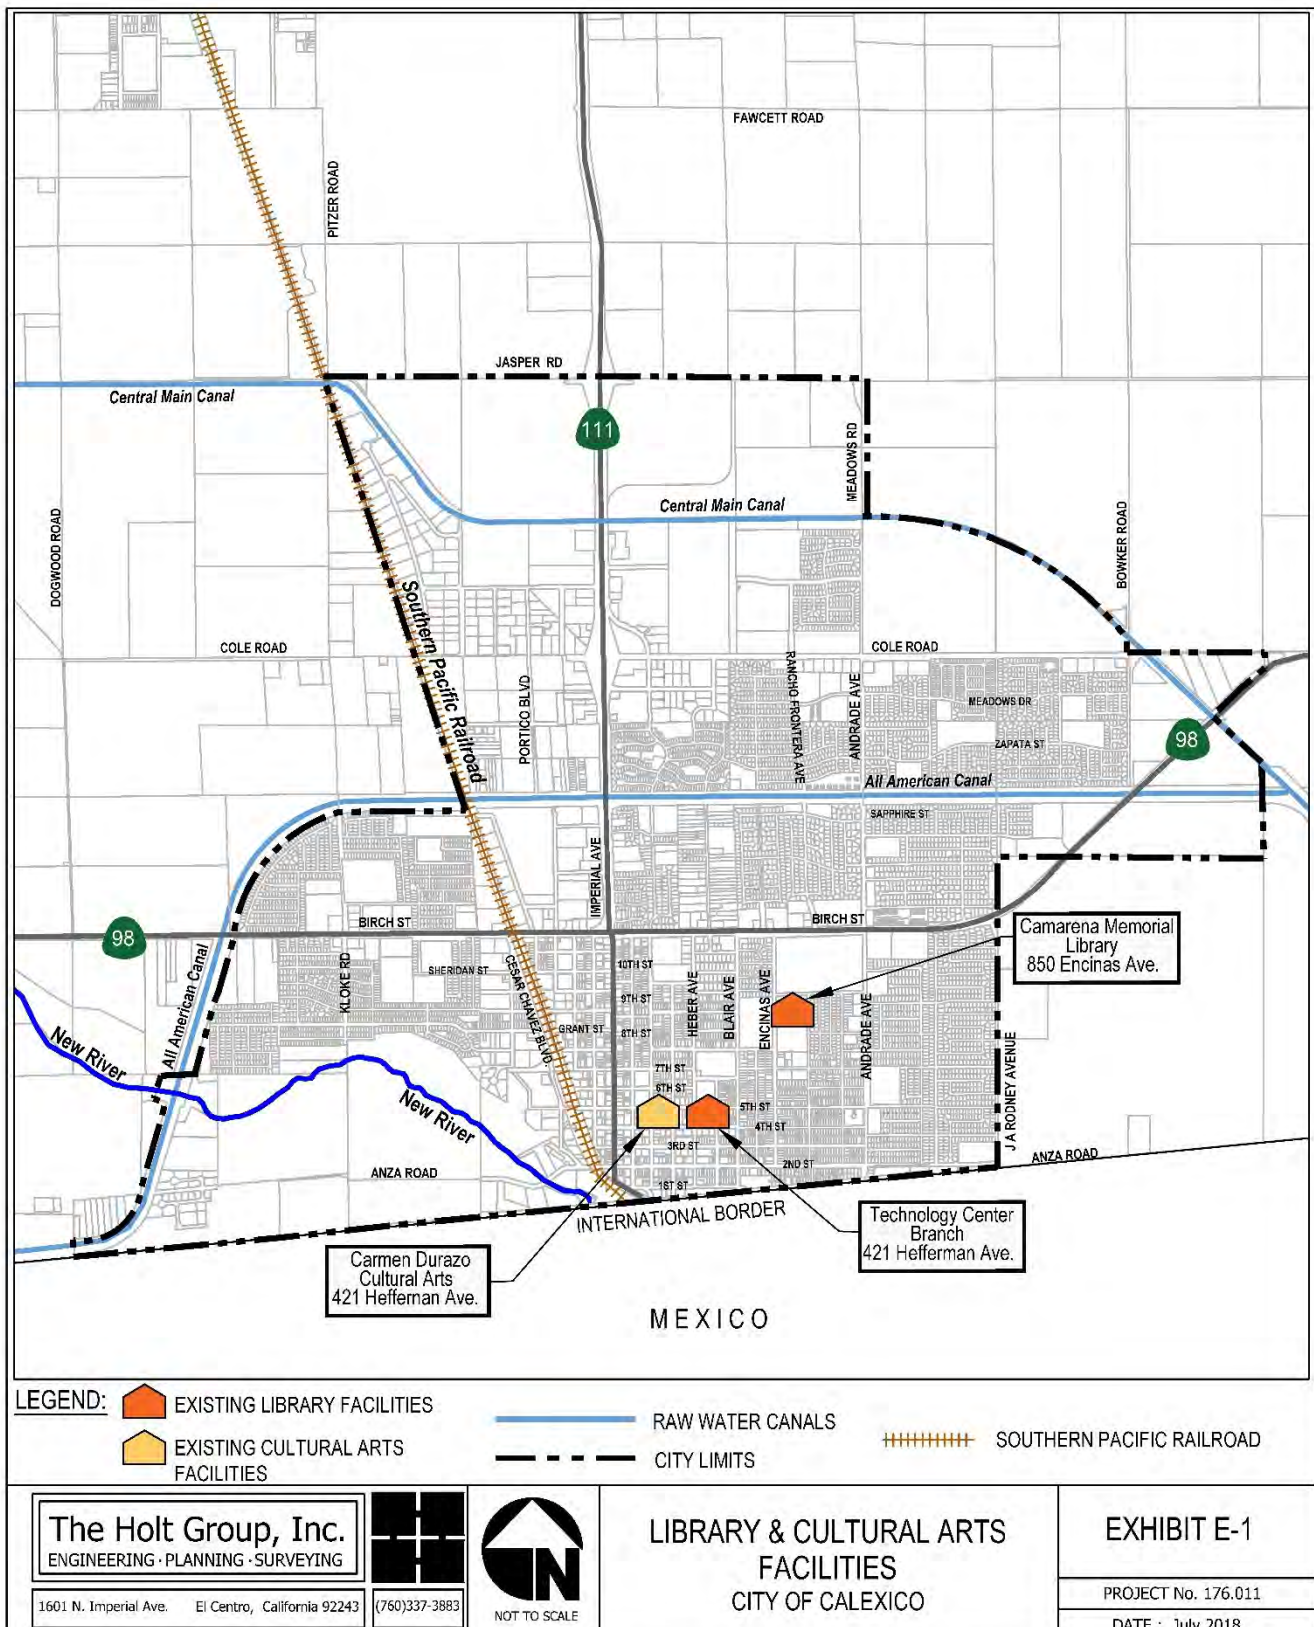 FAWCETT ROAD
PITZER ROAD
JASPER RD
Central Main Canal
111
MEADOWS RD
Central Main Canal
DOGWOOD ROAD
BOWKER ROAD
Southern Pacific Railroad
COLE ROAD
COLE ROAD
PORTICO BLVD
RANCHO FRONTERA AVE
ANDRADE AVE
MEADOWS DR
ZAPATA ST
98
All American Canal
SAPPHIRE ST
IMPERIAL AVE
BIRCH ST
BIRCH ST
98
All American Canal
KLOKE RD
SHERIDAN ST
CESAR CHAVEZ BLVD.
10TH ST
9TH ST
GRANT ST
8TH ST
HEBER AVE
BLAIR AVE
ENCINAS AVE
ANDRADE AVE
Camarena Memorial
Library
850 Encinas Ave.
J A RODNEY AVENUE
New River
New River
7TH ST
6TH ST
5TH ST
4TH ST
3RD ST
2ND ST
1ST ST
ANZA ROAD
ANZA ROAD
INTERNATIONAL BORDER
Technology Center
Branch
421 Hefferman Ave.
Carmen Durazo
Cultural Arts
421 Heffernan Ave.
MEXICO
LEGEND:
EXISTING LIBRARY FACILITIES
EXISTING CULTURAL ARTS
FACILITIES
RAW WATER CANALS
CITY LIMITS
SOUTHERN PACIFIC RAILROAD
The Holt Group, Inc.
ENGINEERING · PLANNING · SURVEYING
1601 N. Imperial Ave. El Centro, California 92243
(760)337-3883
N
NOT TO SCALE
LIBRARY & CULTURAL ARTS
FACILITIES
CITY OF CALEXICO
EXHIBIT E-1
PROJECT No. 176.011
DATE : July 2018